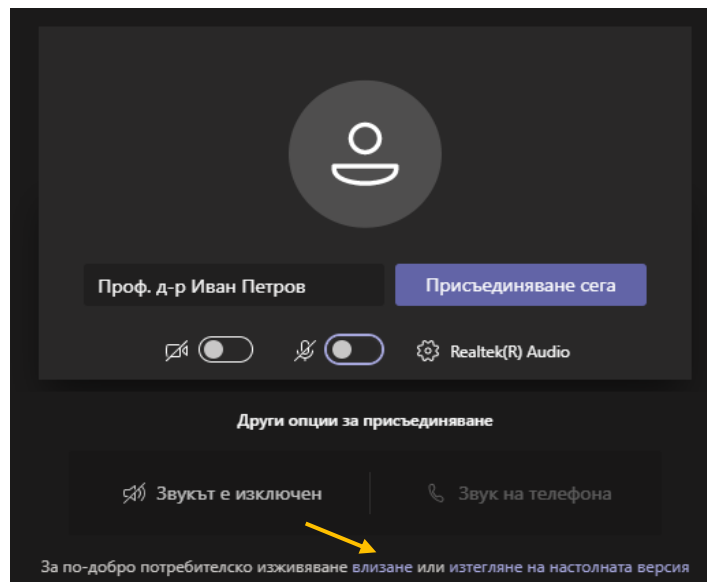 Проф. д-р Иван Петров
Присъединяване сега
Realtek(R) Audio
Други опции за присъединяване
Звукът е изключен
Звук на телефона
За по-добро потребителско изживяване влизане или изтегляне на настолната версия